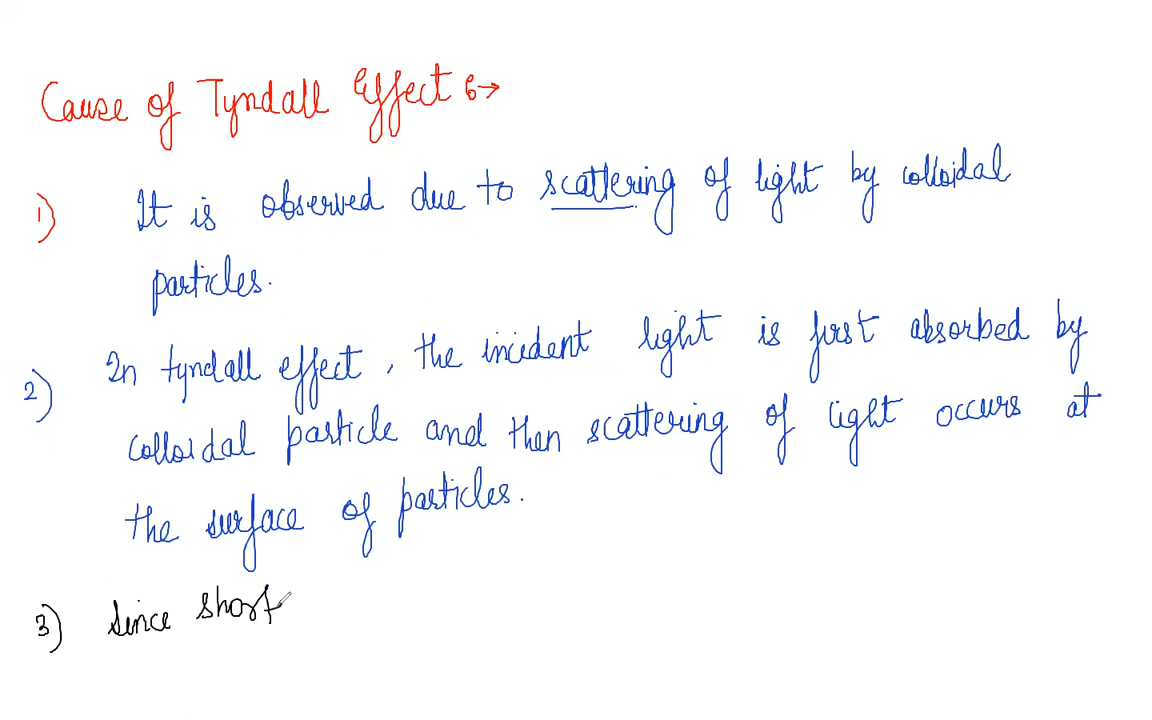 Cause of Tyndall Effect :→
1) It is observed due to scattering of light by colloidal
particles.
2) In tyndall effect, the incident light is first absorbed by
colloidal particle and then scattering of light occurs at
the surface of particles.
3) Since short